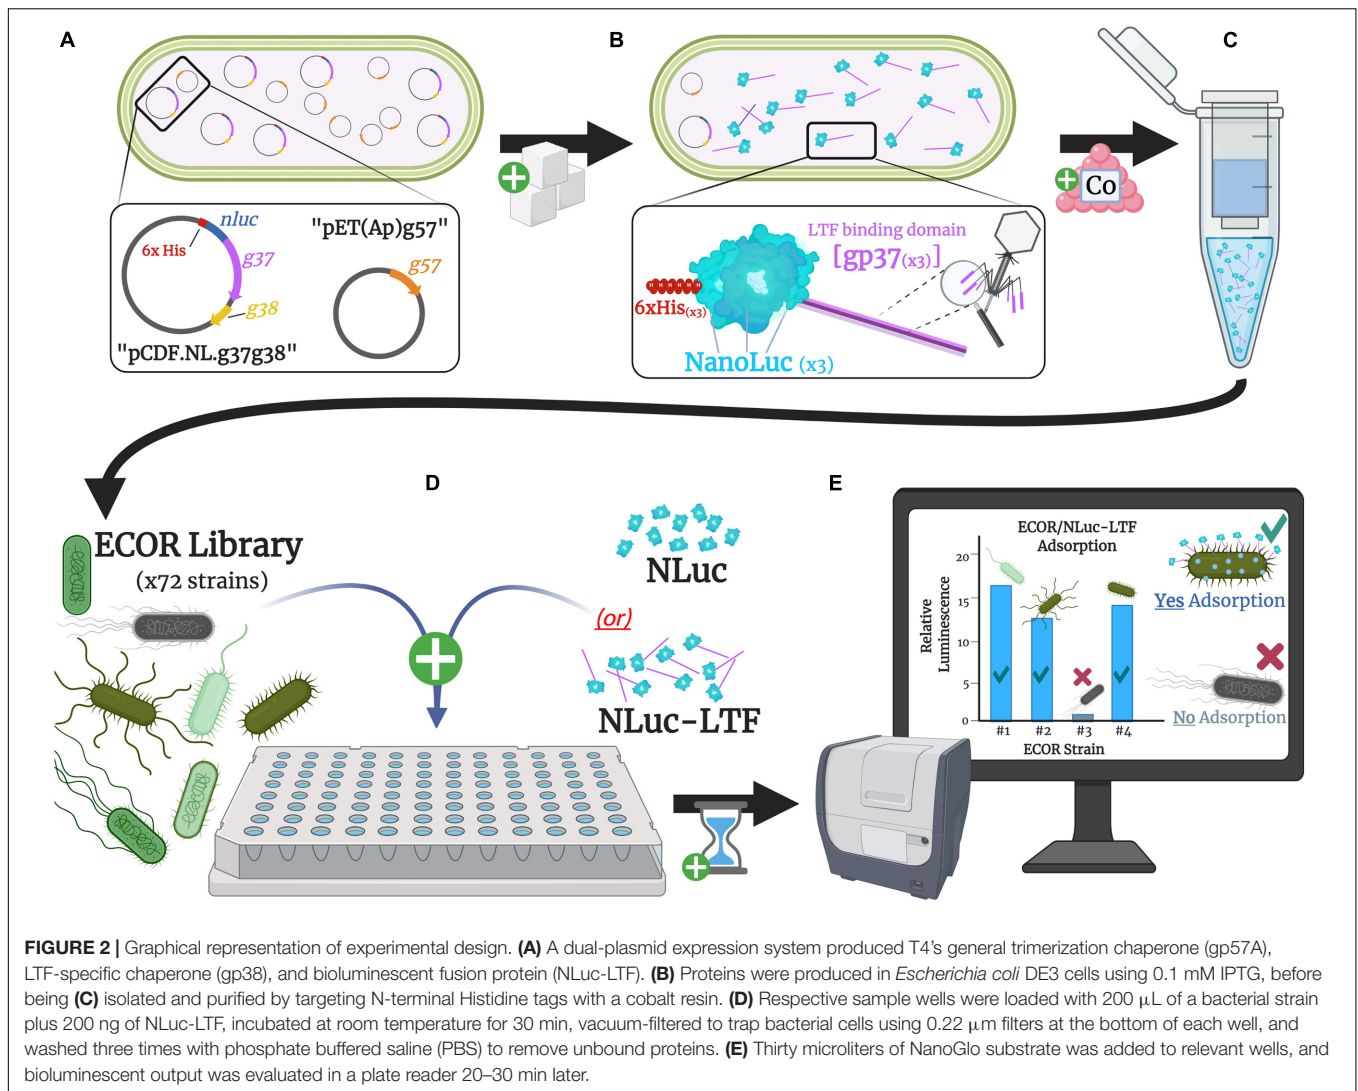 A
B
C
nluc
6x His
g37
g38
"pCDF.NL.g37g38"
"pET(Ap)g57"
g57
LTF binding domain
[gp37(x3)]
HHHHHH
6xHis(x3)
NanoLuc (x3)
Co
D
E
ECOR Library
(x72 strains)
NLuc
(or)
NLuc-LTF
ECOR/NLuc-LTF
Adsorption
Relative
Luminescence
20
15
10
5
0
#1 #2 #3 #4
ECOR Strain
Yes Adsorption
No Adsorption
FIGURE 2 | Graphical representation of experimental design. (A) A dual-plasmid expression system produced T4's general trimerization chaperone (gp57A),
LTF-specific chaperone (gp38), and bioluminescent fusion protein (NLuc-LTF). (B) Proteins were produced in Escherichia coli DE3 cells using 0.1 mM IPTG, before
being (C) isolated and purified by targeting N-terminal Histidine tags with a cobalt resin. (D) Respective sample wells were loaded with 200 μL of a bacterial strain
plus 200 ng of NLuc-LTF, incubated at room temperature for 30 min, vacuum-filtered to trap bacterial cells using 0.22 μm filters at the bottom of each well, and
washed three times with phosphate buffered saline (PBS) to remove unbound proteins. (E) Thirty microliters of NanoGlo substrate was added to relevant wells, and
bioluminescent output was evaluated in a plate reader 20–30 min later.